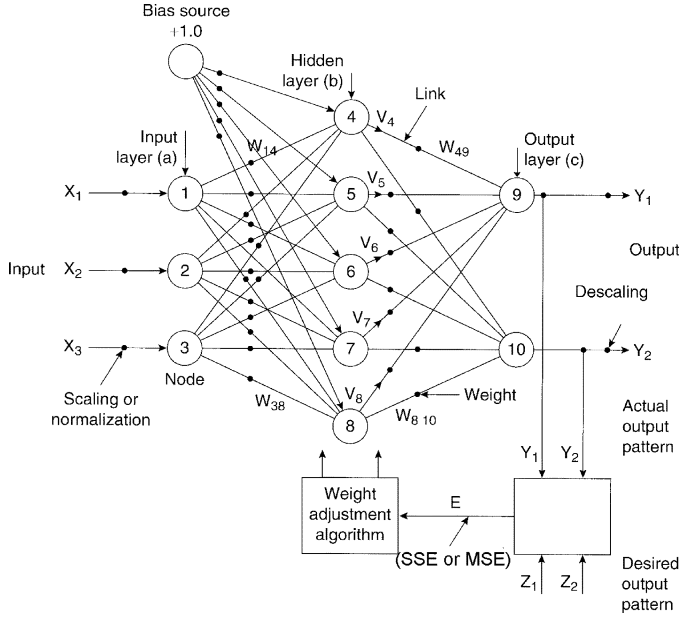 Bias source
+1.0
Hidden
layer (b)
Link
Input
layer (a)
Output
layer (c)
4
V4
W14
W49
X1
1
V5
5
9
Y1
V6
Output
Input
X2
2
6
Descaling
V7
X3
3
7
10
Y2
Node
Scaling or
normalization
W38
V8
8
Weight
W8 10
Actual
output
pattern
Y1
Y2
Weight
adjustment
algorithm
E
(SSE or MSE)
Z1
Z2
Desired
output
pattern